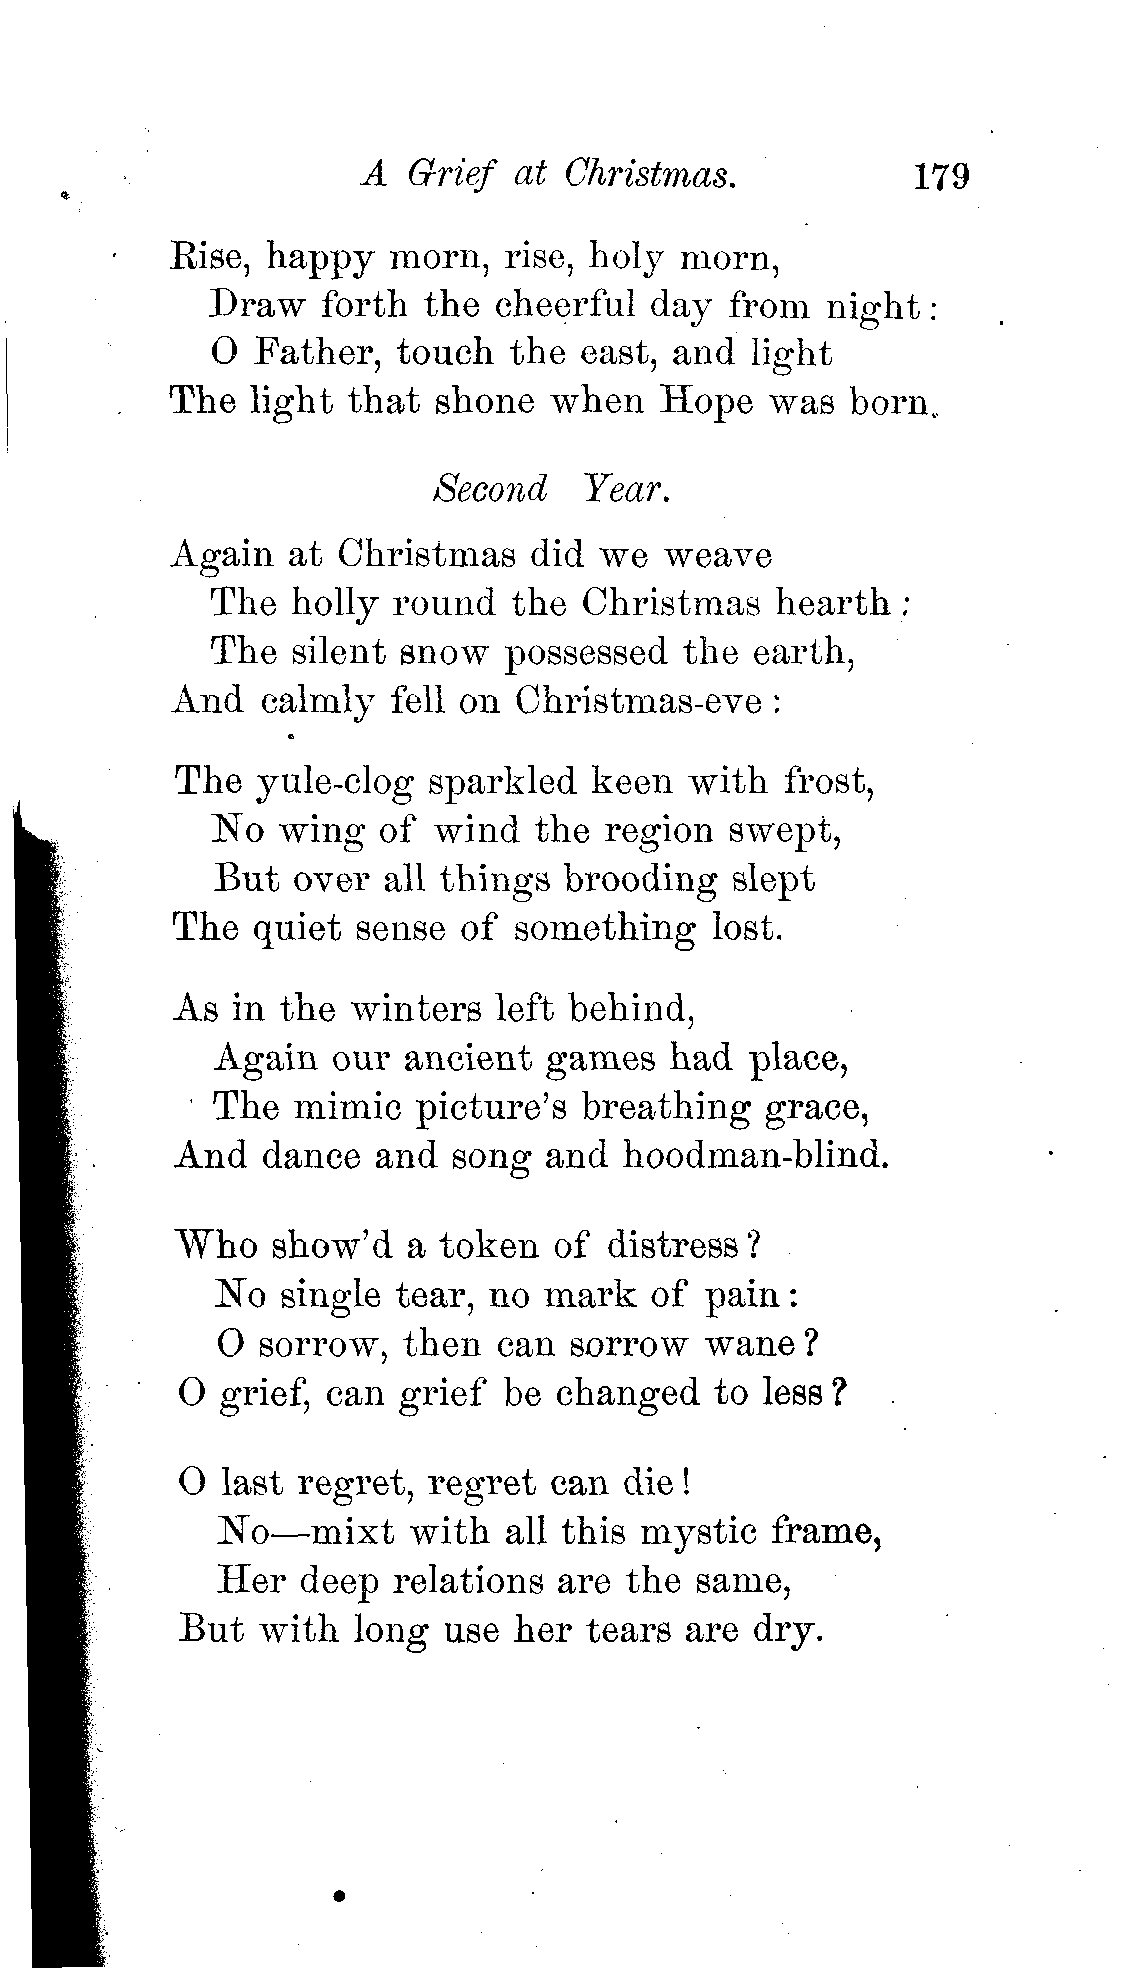 A Grief at Christmas. 179
Rise, happy morn, rise, holy morn,
Draw forth the cheerful day from night:
O Father, touch the east, and light
The light that shone when Hope was born.
Second Year.
Again at Christmas did we weave
The holly round the Christmas hearth;
The silent snow possessed the earth,
And calmly fell on Christmas-eve:
The yule-clog sparkled keen with frost,
No wing of wind the region swept,
But over all things brooding slept
The quiet sense of something lost.
As in the winters left behind,
Again our ancient games had place,
The mimic picture's breathing grace,
And dance and song and hoodman-blind.
Who show'd a token of distress?
No single tear, no mark of pain:
O sorrow, then can sorrow wane?
O grief, can grief be changed to less?
O last regret, regret can die!
No—mixt with all this mystic frame,
Her deep relations are the same,
But with long use her tears are dry.